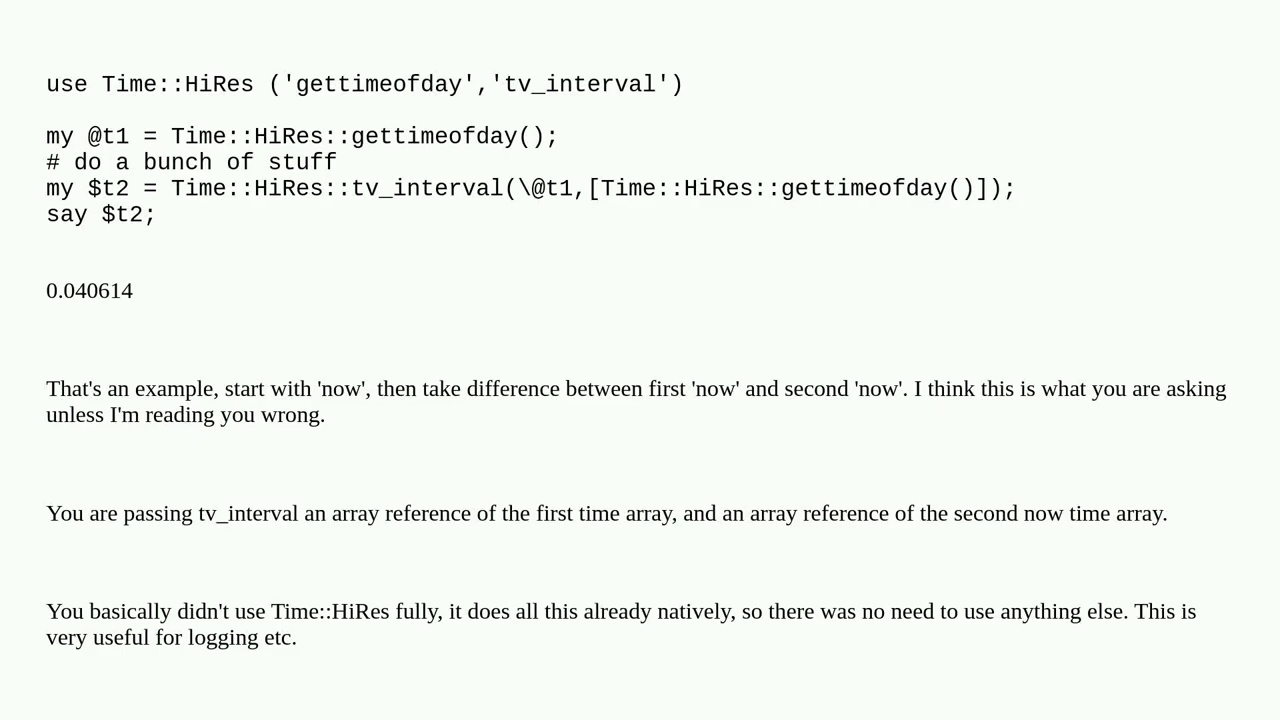 use Time::HiRes ('gettimeofday','tv_interval')
my @t1 = Time::HiRes::gettimeofday();
# do a bunch of stuff
my $t2 = Time::HiRes::tv_interval(\@t1,[Time::HiRes::gettimeofday()]);
say $t2;
0.040614
That's an example, start with 'now', then take difference between first 'now' and second 'now'. I think this is what you are asking
unless I'm reading you wrong.
You are passing tv_interval an array reference of the first time array, and an array reference of the second now time array.
You basically didn't use Time::HiRes fully, it does all this already natively, so there was no need to use anything else. This is
very useful for logging etc.